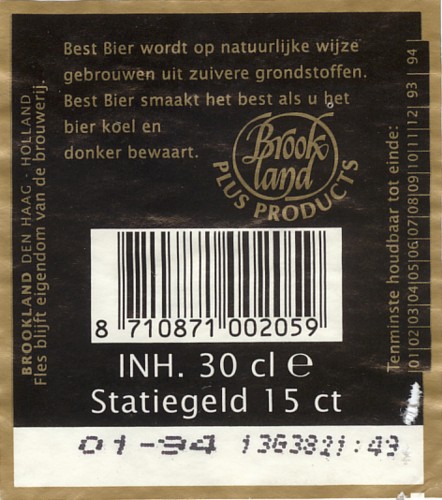 Best Bier wordt op natuurlijke wijze
gebrouwen uit zuivere grondstoffen.
Best Bier smaakt het best als u het
bier koel en
donker bewaart.
Brook
land
PLUS PRODUCTS
8 710871 002059
INH. 30 cl e
Statiegeld 15 ct
BROOKLAND DEN HAAG - HOLLAND
Fles blijft eigendom van de brouwerij.
Tenminste houdbaar tot einde:
01 02 03 04 05 06 07 08 09 10 11 12 93 94
01-94 1363821:49